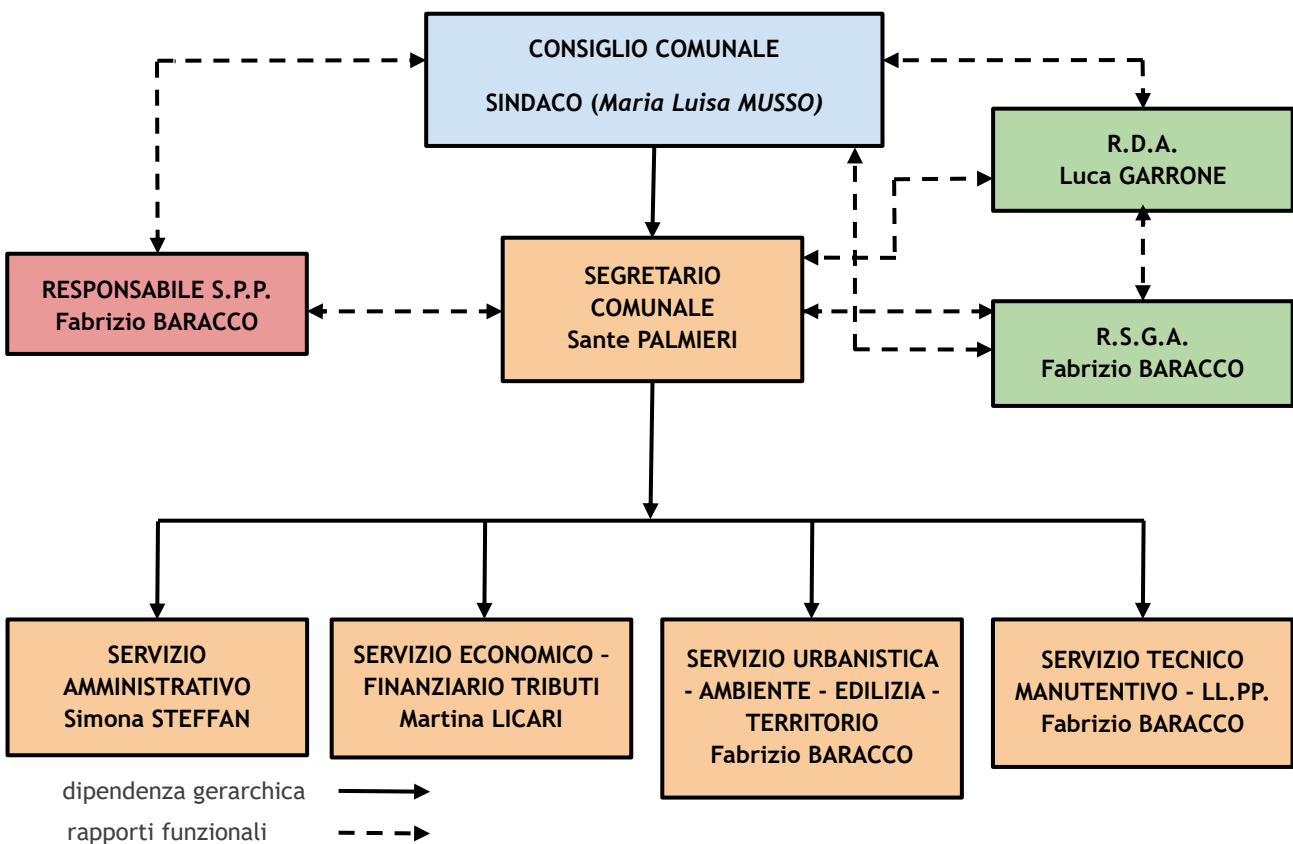 CONSIGLIO COMUNALE
SINDACO (Maria Luisa MUSSO)
R.D.A.
Luca GARRONE
RESPONSABILE S.P.P.
Fabrizio BARACCO
SEGRETARIO
COMUNALE
Sante PALMIERI
R.S.G.A.
Fabrizio BARACCO
SERVIZIO
AMMINISTRATIVO
Simona STEFFAN
SERVIZIO ECONOMICO -
FINANZIARIO TRIBUTI
Martina LICARI
SERVIZIO URBANISTICA
- AMBIENTE - EDILIZIA -
TERRITORIO
Fabrizio BARACCO
SERVIZIO TECNICO
MANUTENTIVO - LL.PP.
Fabrizio BARACCO
dipendenza gerarchica
rapporti funzionali